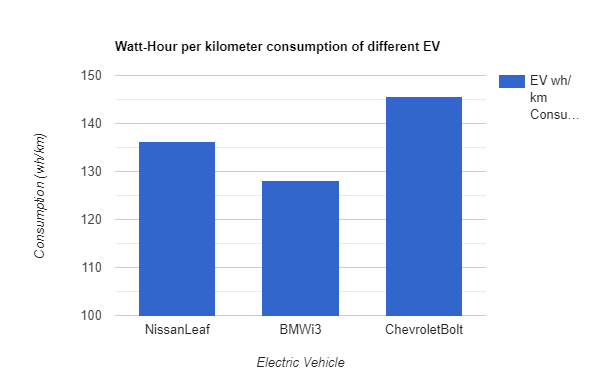 Watt-Hour per kilometer consumption of different EV
150
140
130
120
110
100
Consumption (wh/km)
NissanLeaf BMWi3 ChevroletBolt
Electric Vehicle
EV wh/
km
Consu…